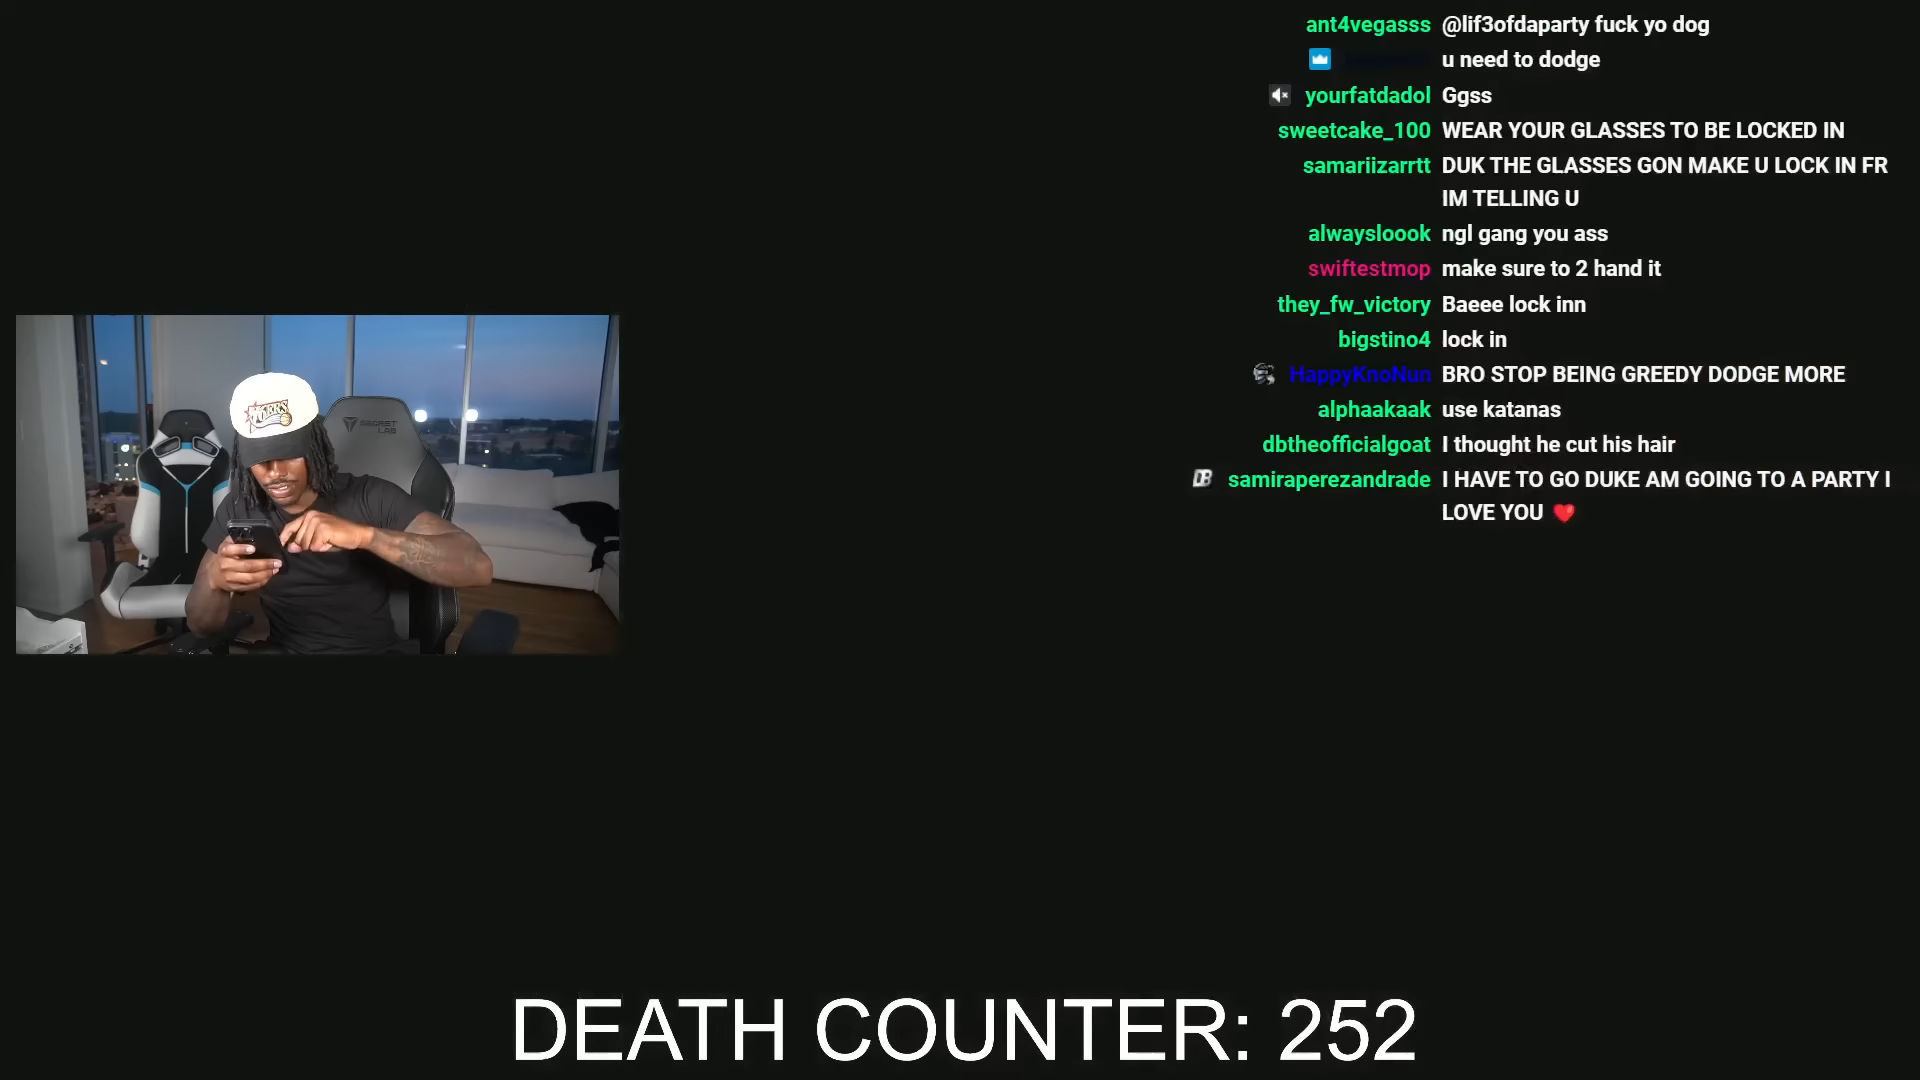 ant4vegasss @lif3ofdaparty fuck yo dog
u need to dodge
yourfatdadol Ggss
sweetcake_100 WEAR YOUR GLASSES TO BE LOCKED IN
samariizarrtt DUK THE GLASSES GON MAKE U LOCK IN FR
IM TELLING U
alwaysloook ngl gang you ass
swiftestmop make sure to 2 hand it
they_fw_victory Baeee lock inn
bigstino4 lock in
HappyKnoNun BRO STOP BEING GREEDY DODGE MORE
alphaakaak use katanas
dbtheofficialgoat I thought he cut his hair
DB samiraperezandrade I HAVE TO GO DUKE AM GOING TO A PARTY I
LOVE YOU ❤️
SECRET
LAB
DEATH COUNTER: 252